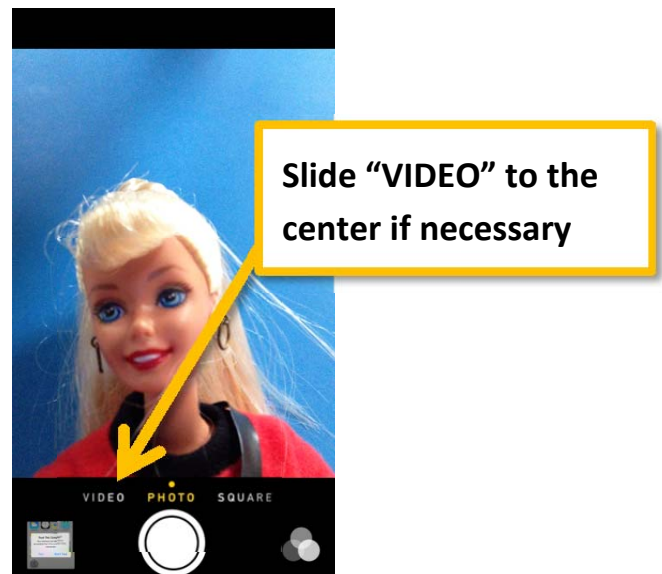 Slide “VIDEO” to the
center if necessary
VIDEO PHOTO SQUARE